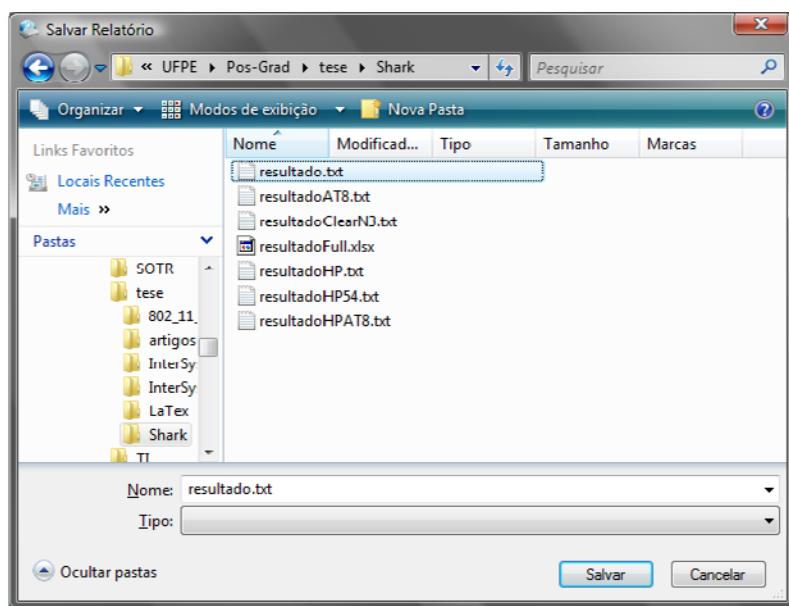 Salvar Relatório
« UFPE Pos-Grad tese Shark Pesquisar
Organizar Modos de exibição Nova Pasta
Links Favoritos
Locais Recentes
Mais »
Pastas
SOTR
tese
802_11_
artigos
InterSy
InterSy
LaTex
Shark
TI
Nome Modificad... Tipo Tamanho Marcas
resultado.txt
resultadoAT8.txt
resultadoClearN3.txt
resultadoFull.xlsx
resultadoHP.txt
resultadoHP54.txt
resultadoHPAT8.txt
Nome: resultado.txt
Tipo:
Ocultar pastas
Salvar Cancelar